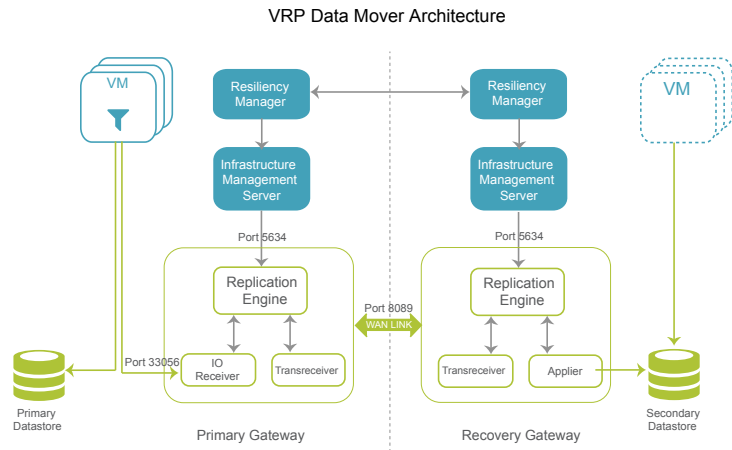 VRP Data Mover Architecture
VM
Resiliency
Manager
Resiliency
Manager
VM
Infrastructure
Management
Server
Infrastructure
Management
Server
Port 5634
Port 5634
Replication
Engine
Replication
Engine
Port 8089
WAN LINK
Port 33056
IO
Receiver
Transreceiver
Transreceiver
Applier
Primary
Datastore
Secondary
Datastore
Primary Gateway
Recovery Gateway